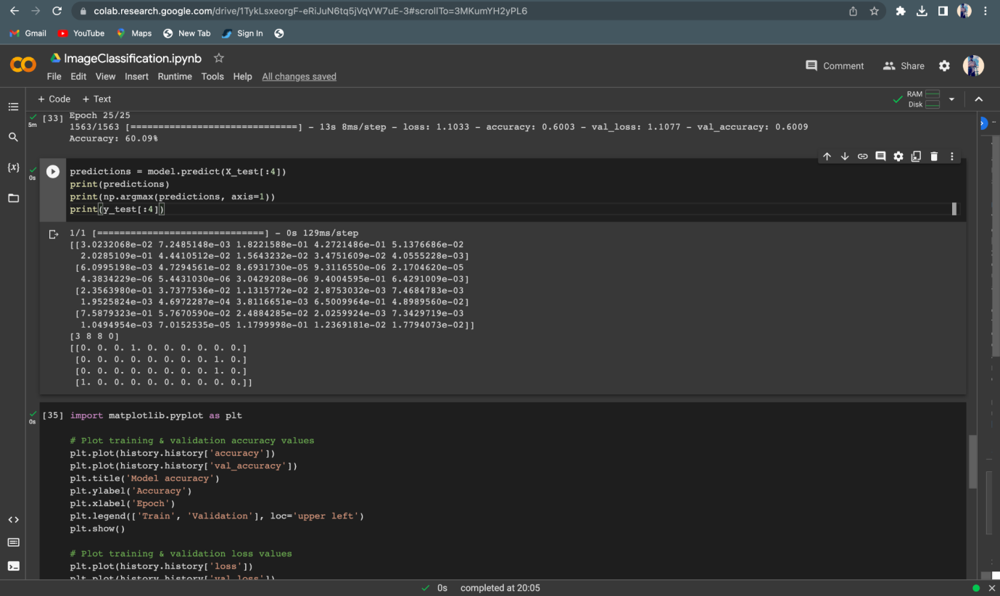 colab.research.google.com/drive/1TykLsxeorgF-eRiJuN6tq5jVqVW7uE-3#scrollTo=3MKumYH2yPL6
Gmail YouTube Maps New Tab Sign In
ImageClassification.ipynb
Comment Share
File Edit View Insert Runtime Tools Help All changes saved
+ Code + Text
RAM
Disk
[33] Epoch 25/25
5m
1563/1563 [==============================] - 13s 8ms/step - loss: 1.1033 - accuracy: 0.6003 - val_loss: 1.1077 - val_accuracy: 0.6009
Accuracy: 60.09%
{x}
0s
predictions = model.predict(X_test[:4])
print(predictions)
print(np.argmax(predictions, axis=1))
print(y_test[:4])
1/1 [==============================] - 0s 129ms/step
[[3.0232068e-02 7.2485148e-03 1.8221588e-01 4.2721486e-01 5.1376686e-02
2.0285109e-01 4.4410512e-02 1.5643232e-02 3.4751609e-02 4.0555228e-03]
[6.0995198e-03 4.7294561e-02 8.6931730e-05 9.3116550e-06 2.1704620e-05
4.3834229e-06 5.4431030e-06 3.0429208e-06 9.4004595e-01 6.4291009e-03]
[2.3563980e-01 3.7377536e-02 1.1315772e-02 2.8753032e-03 7.4684783e-03
1.9525824e-03 4.6972287e-04 3.8116651e-03 6.5009964e-01 4.8989560e-02]
[7.5879323e-01 5.7670590e-02 2.4884285e-02 2.0259924e-03 7.3429719e-03
1.0494954e-03 7.0152535e-05 1.1799998e-01 1.2369181e-02 1.7794073e-02]]
[3 8 8 0]
[[0. 0. 0. 1. 0. 0. 0. 0. 0. 0.]
[0. 0. 0. 0. 0. 0. 0. 0. 1. 0.]
[0. 0. 0. 0. 0. 0. 0. 0. 1. 0.]
[1. 0. 0. 0. 0. 0. 0. 0. 0. 0.]]
[35] import matplotlib.pyplot as plt
0s
# Plot training & validation accuracy values
plt.plot(history.history['accuracy'])
plt.plot(history.history['val_accuracy'])
plt.title('Model accuracy')
plt.ylabel('Accuracy')
plt.xlabel('Epoch')
plt.legend(['Train', 'Validation'], loc='upper left')
plt.show()
# Plot training & validation loss values
plt.plot(history.history['loss'])
plt.plot(history.history['val_loss'])
0s completed at 20:05